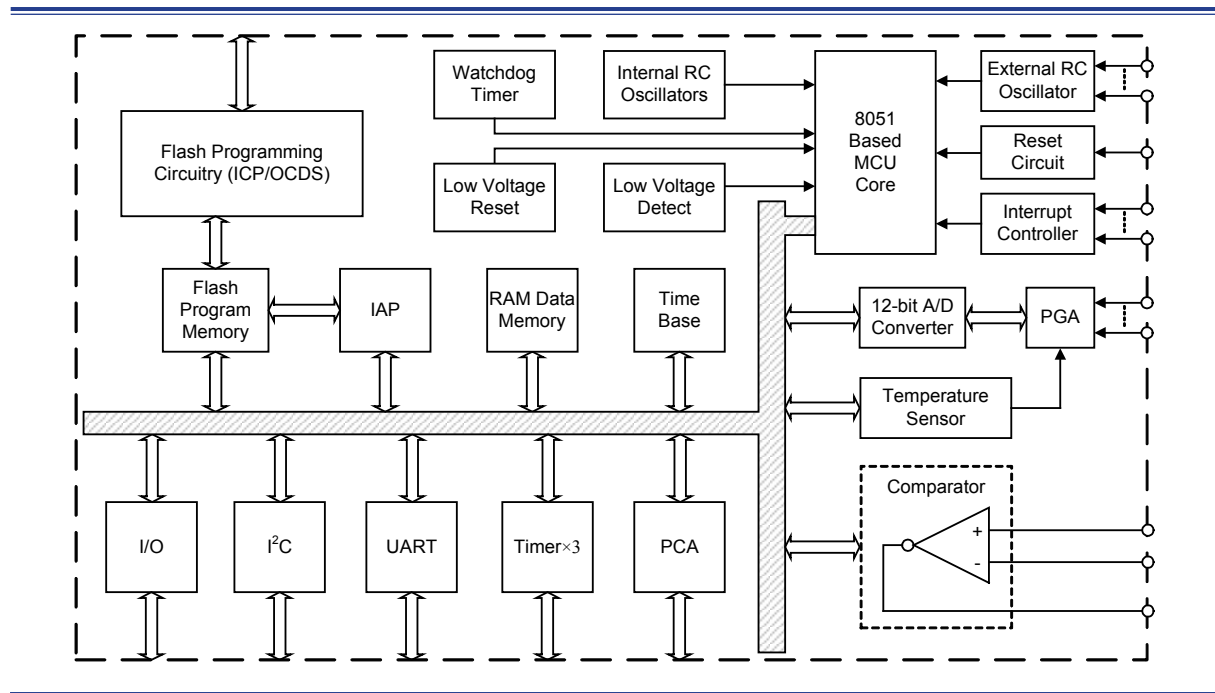 Watchdog
Timer
Internal RC
Oscillators
8051
Based
MCU
Core
External RC
Oscillator
Flash Programming
Circuitry (ICP/OCDS)
Reset
Circuit
Low Voltage
Reset
Low Voltage
Detect
Interrupt
Controller
Flash
Program
Memory
IAP
RAM Data
Memory
Time
Base
12-bit A/D
Converter
PGA
Temperature
Sensor
Comparator
+
-
I/O
I²C
UART
Timer×3
PCA